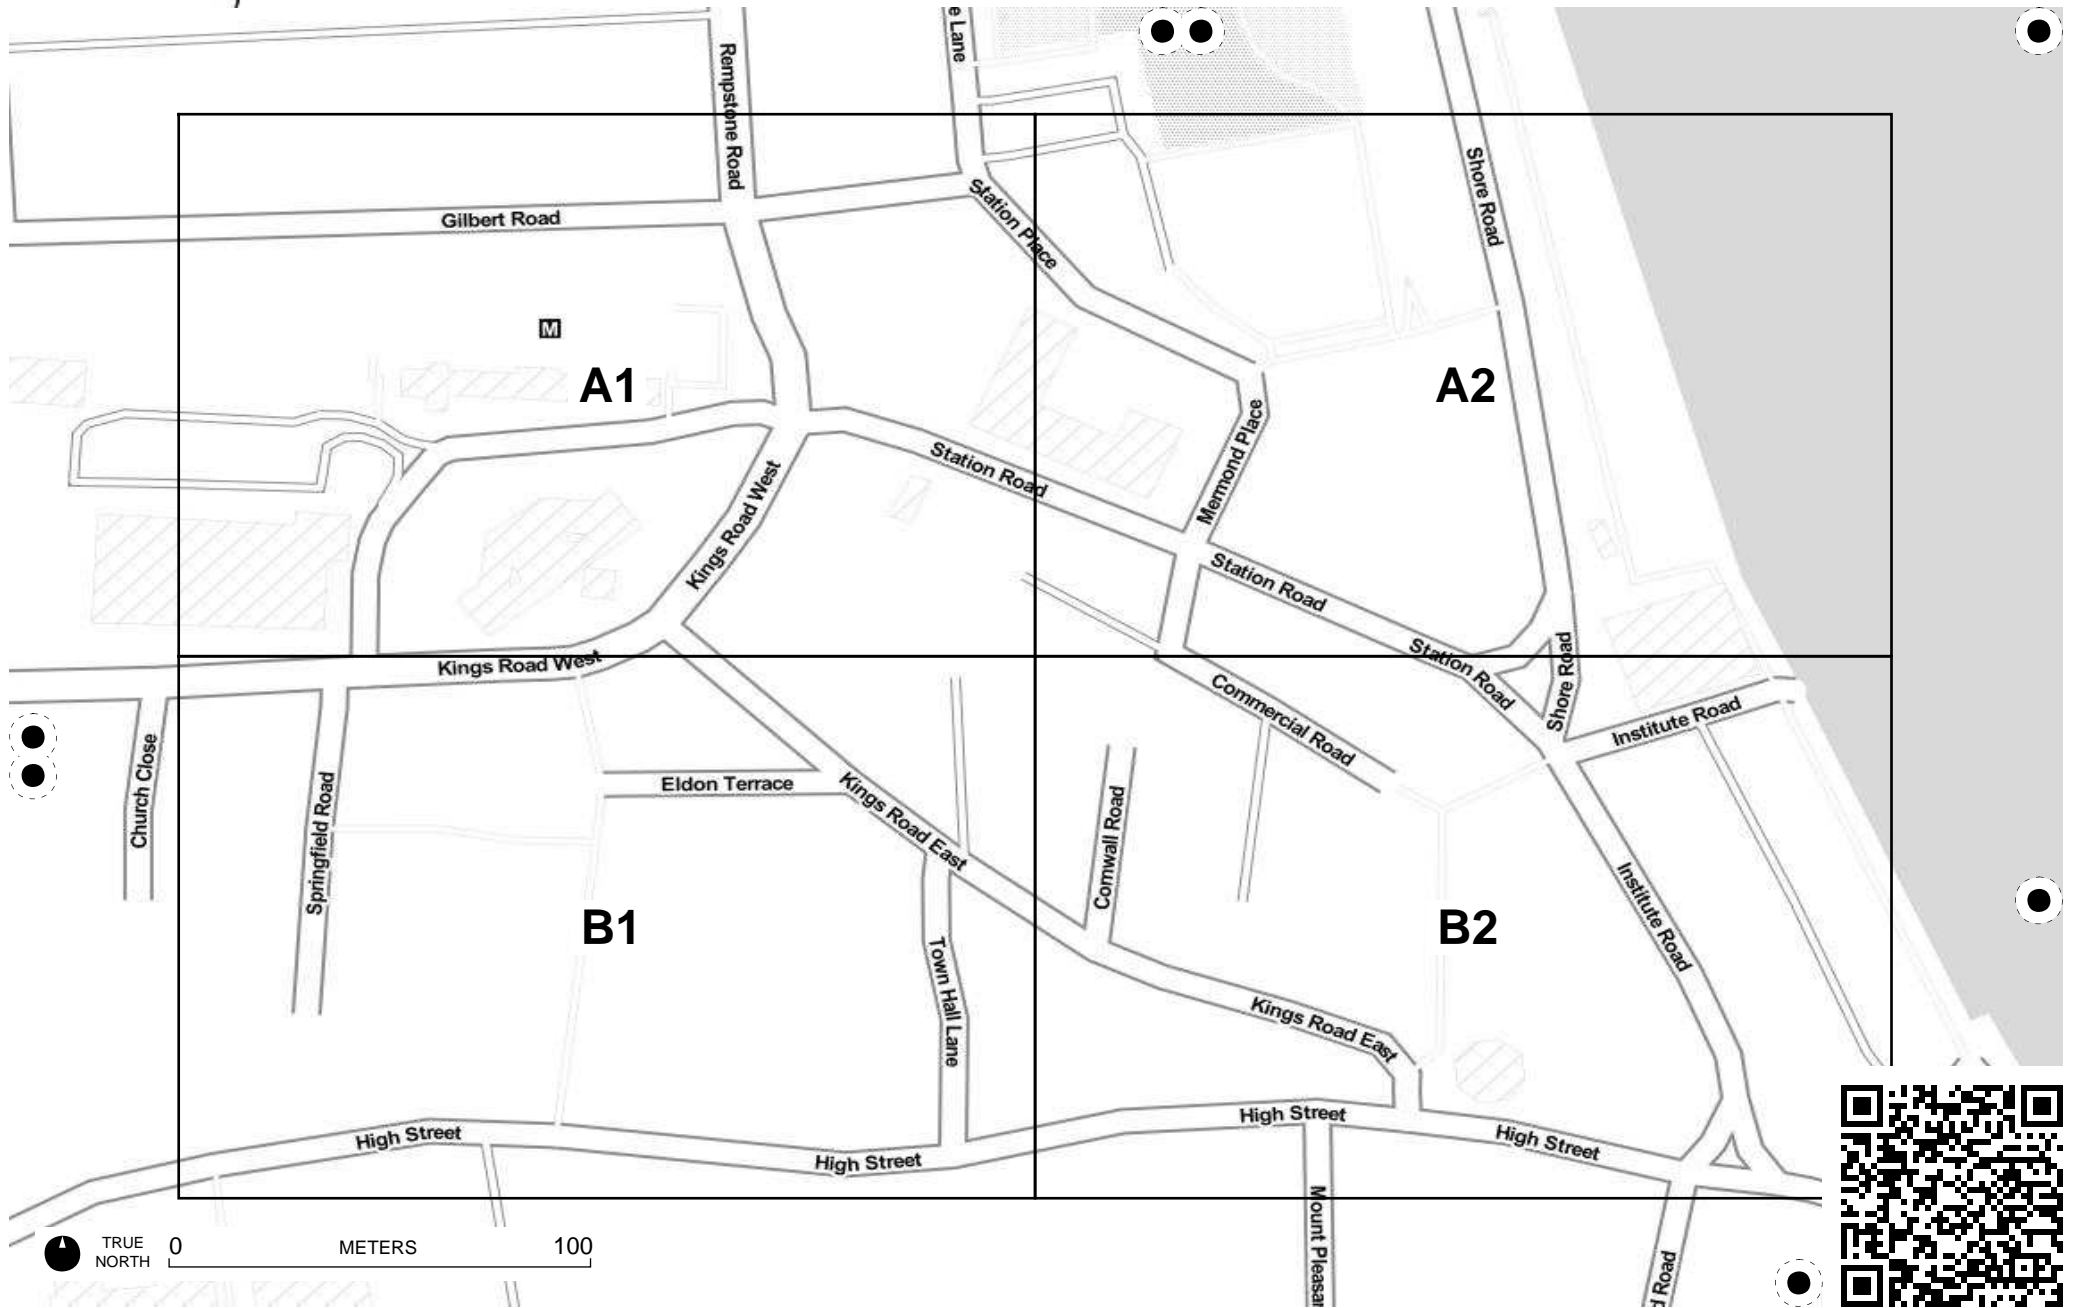 e Lane
Rempstone Road
Shore Road
Gilbert Road
Station Place
M
A1
A2
Mermond Place
Station Road
Kings Road West
Station Road
Kings Road West
Station Road
Shore Road
Commercial Road
Institute Road
Church Close
Springfield Road
Eldon Terrace
Kings Road East
Cornwall Road
Institute Road
B1
B2
Town Hall Lane
Kings Road East
High Street
High Street
High Street
High Street
Mount Pleasan
d Road
TRUE
NORTH
0 METERS 100